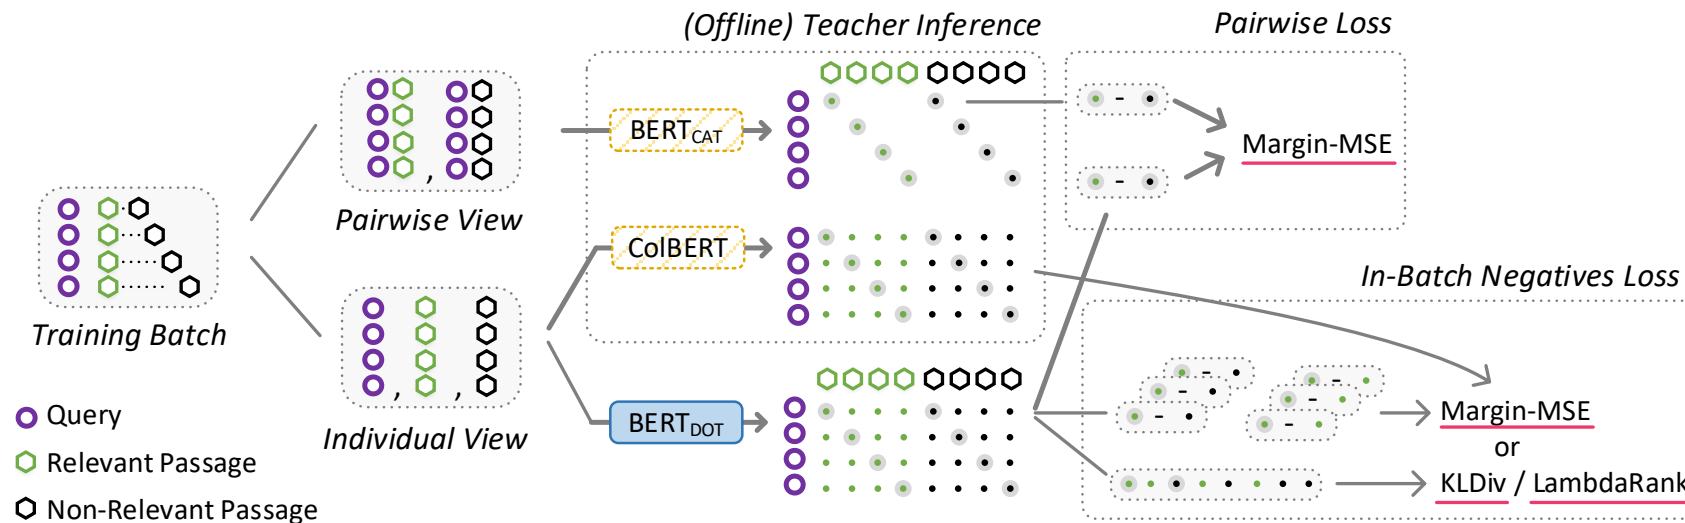 (Offline) Teacher Inference
Pairwise Loss
BERTCAT
Margin-MSE
,
Pairwise View
ColBERT
In-Batch Negatives Loss
Training Batch
, ,
Individual View
BERTDOT
Margin-MSE
or
KLDiv / LambdaRank
Query
Relevant Passage
Non-Relevant Passage